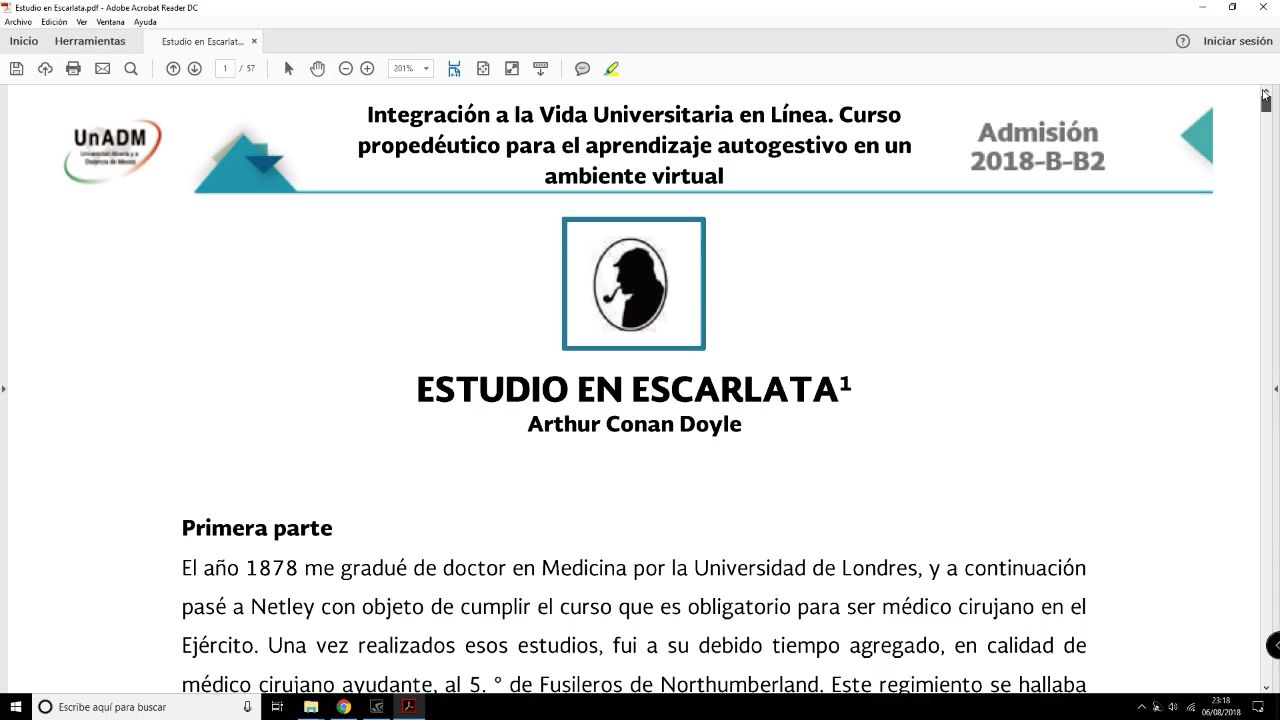 Estudio en Escarlata.pdf - Adobe Acrobat Reader DC
Archivo Edición Ver Ventana Ayuda
Inicio Herramientas Estudio en Escarlat... × Iniciar sesión
1 / 57 201%
UnADM
Universidad Abierta y a
Distancia de México
Integración a la Vida Universitaria en Línea. Curso
propedéutico para el aprendizaje autogestivo en un
ambiente virtual
Admisión
2018-B-B2
ESTUDIO EN ESCARLATA¹
Arthur Conan Doyle
Primera parte
El año 1878 me gradué de doctor en Medicina por la Universidad de Londres, y a continuación
pasé a Netley con objeto de cumplir el curso que es obligatorio para ser médico cirujano en el
Ejército. Una vez realizados esos estudios, fui a su debido tiempo agregado, en calidad de
médico cirujano ayudante, al 5. ° de Fusileros de Northumberland. Este regimiento se hallaba
Escribe aquí para buscar
23:18
06/08/2018